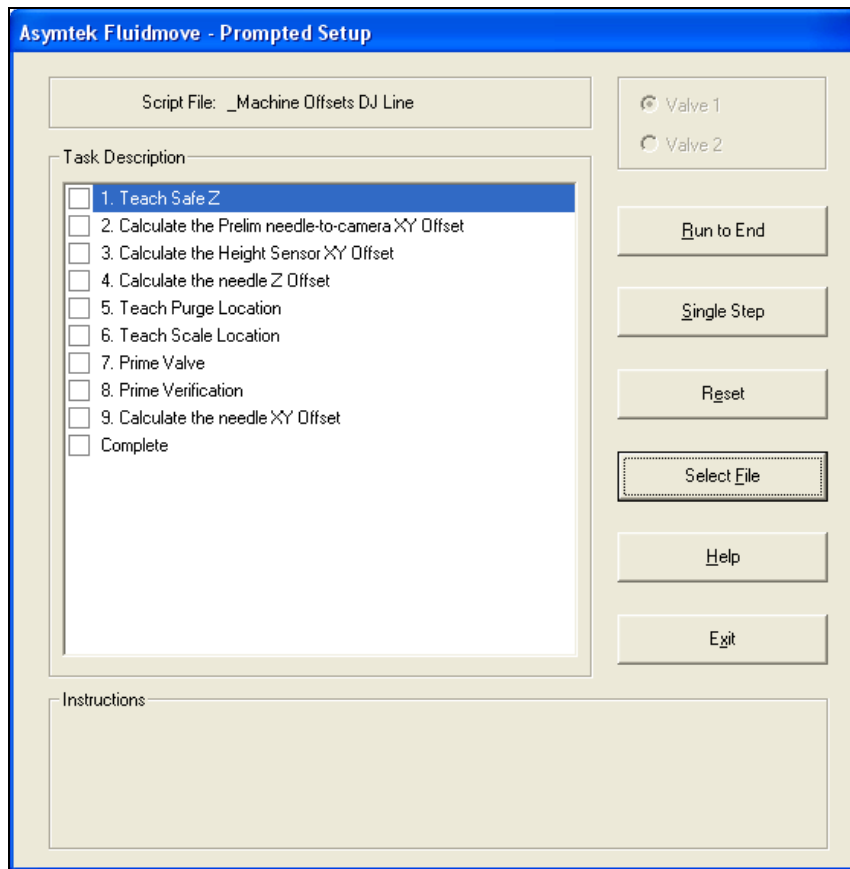 Asymtek Fluidmove - Prompted Setup
Script File: _Machine Offsets DJ Line
Valve 1
Valve 2
Task Description
1. Teach Safe Z
2. Calculate the Prelim needle-to-camera XY Offset
3. Calculate the Height Sensor XY Offset
4. Calculate the needle Z Offset
5. Teach Purge Location
6. Teach Scale Location
7. Prime Valve
8. Prime Verification
9. Calculate the needle XY Offset
Complete
Run to End
Single Step
Reset
Select File
Help
Exit
Instructions